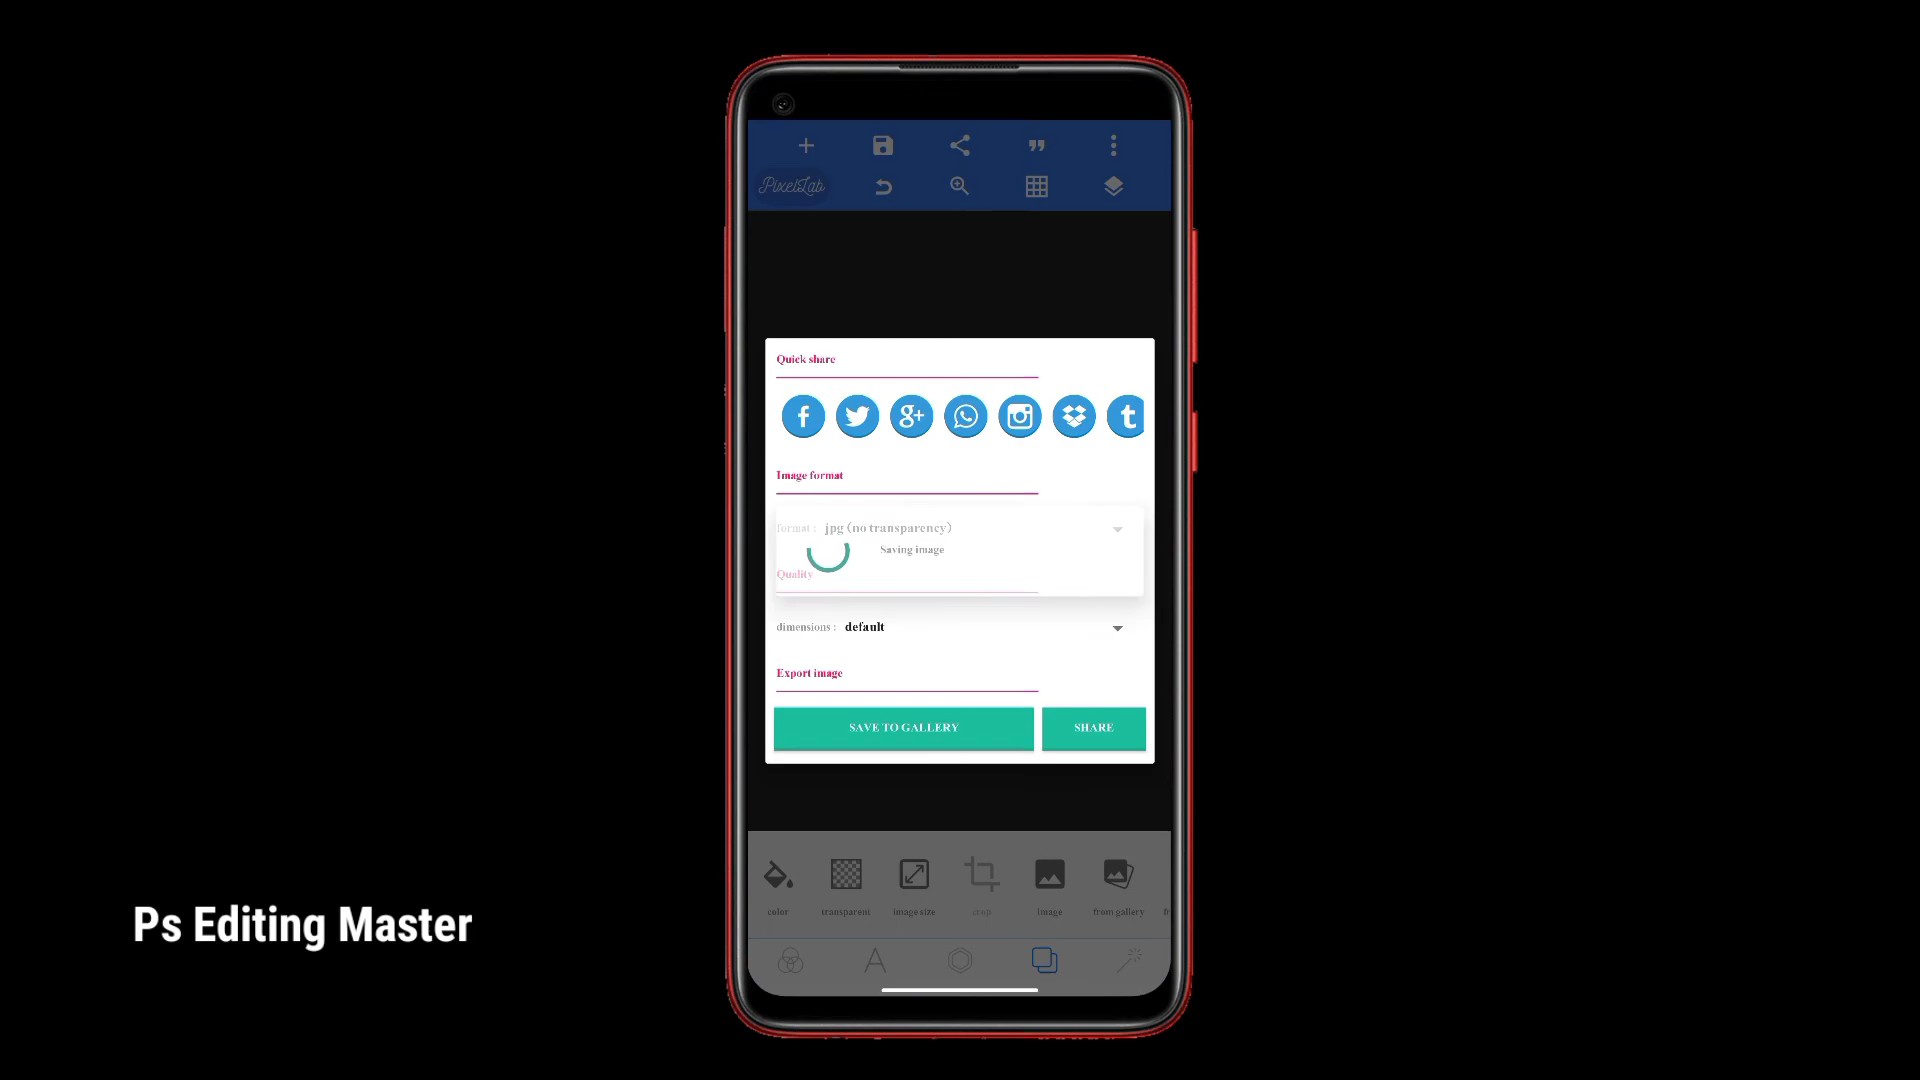 PixelLab
Quick share
Image format
format : jpg (no transparency)
Saving image
Quality
dimensions : default
Export image
SAVE TO GALLERY SHARE
color transparent image size crop image from gallery fr
Ps Editing Master